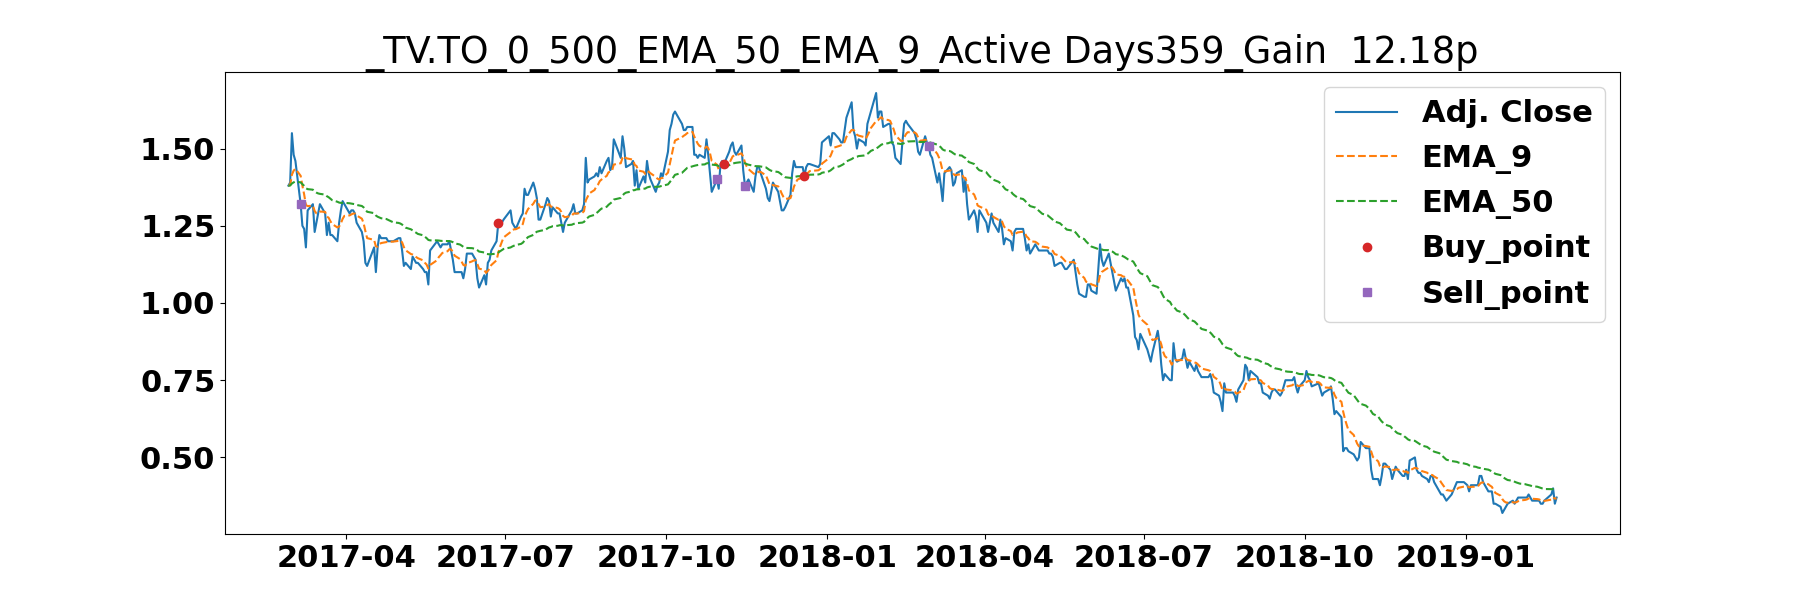 _TV.TO_0_500_EMA_50_EMA_9_Active Days359_Gain  12.18p
Adj. Close
EMA_9
EMA_50
Buy_point
Sell_point
1.50
1.25
1.00
0.75
0.50
2017-04 2017-07 2017-10 2018-01 2018-04 2018-07 2018-10 2019-01